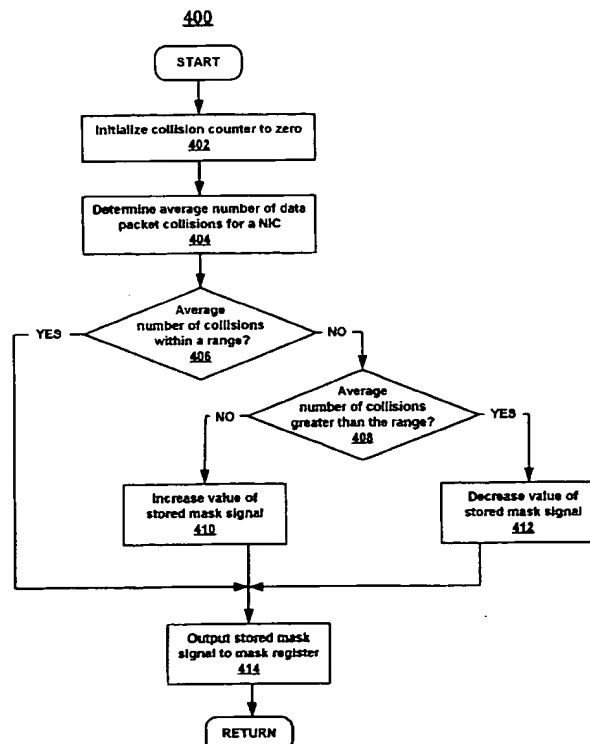 400
START
Initialize collision counter to zero
402
Determine average number of data
packet collisions for a NIC
404
Average
number of collisions
within a range?
406
YES
NO
Average
number of collisions
greater than the range?
408
NO
YES
Increase value of
stored mask signal
410
Decrease value of
stored mask signal
412
Output stored mask
signal to mask register
414
RETURN